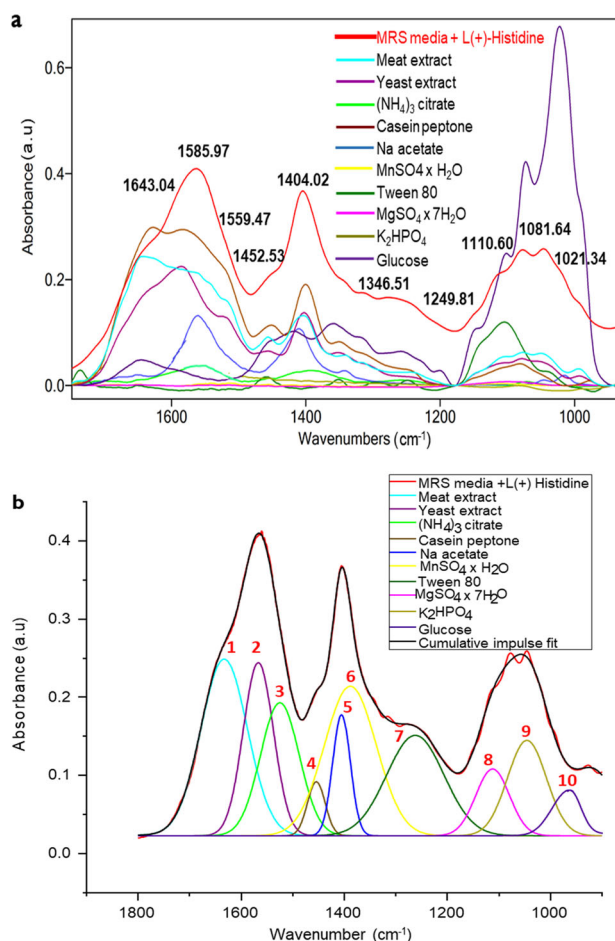 a
MRS media + L(+)-Histidine
Meat extract
Yeast extract
(NH4)3 citrate
Casein peptone
Na acetate
MnSO4 x H2O
Tween 80
MgSO4 x 7H2O
K2HPO4
Glucose
0.6
0.4
0.2
0.0
Absorbance (a.u)
1643.04
1585.97
1559.47
1452.53
1404.02
1346.51
1249.81
1110.60
1081.64
1021.34
1600
1400
1200
1000
Wavenumbers (cm-1)
b
MRS media +L(+) Histidine
Meat extract
Yeast extract
(NH4)3 citrate
Casein peptone
Na acetate
MnSO4 x H2O
Tween 80
MgSO4 x 7H2O
K2HPO4
Glucose
Cumulative impulse fit
0.4
0.3
0.2
0.1
0.0
Absorbance (a.u)
1
2
3
4
5
6
7
8
9
10
1800
1600
1400
1200
1000
Wavenumber (cm-1)